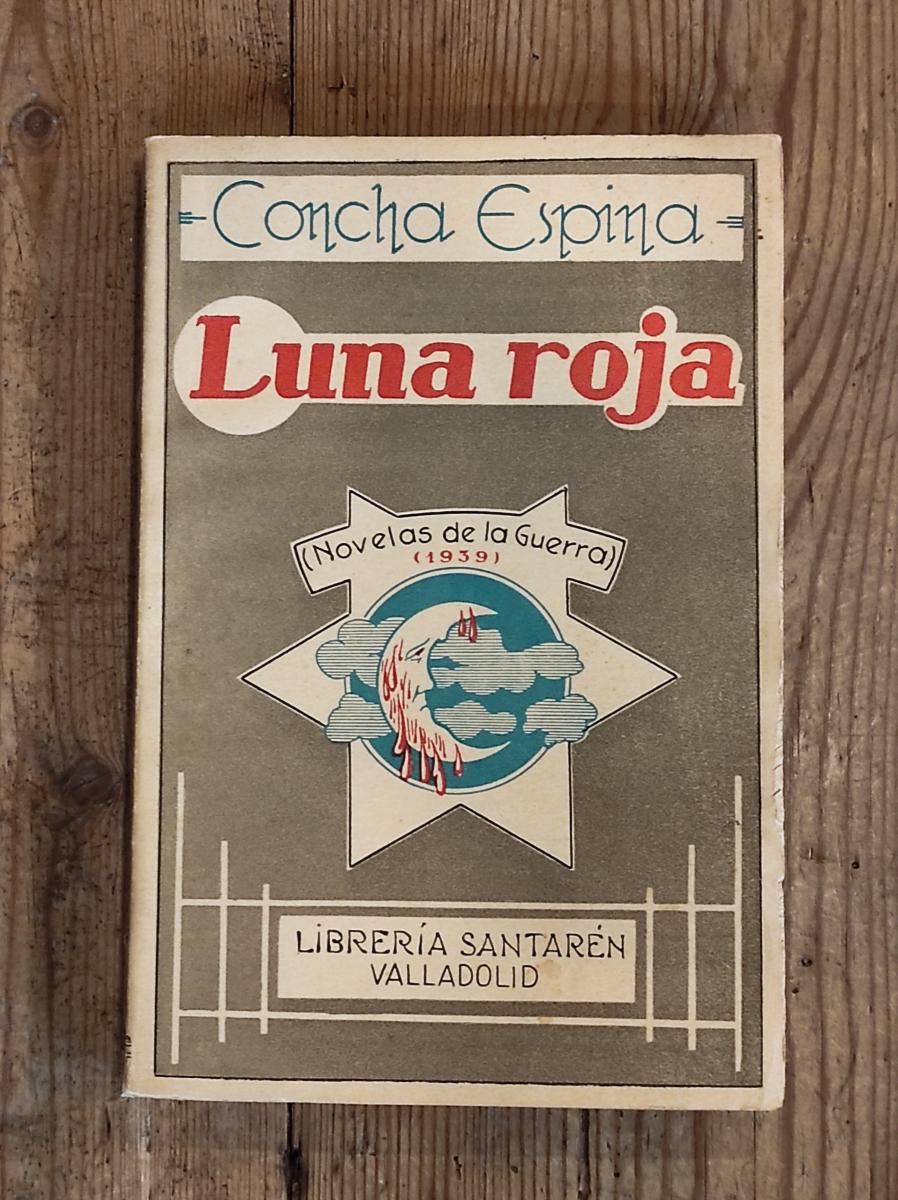 Concha Espina
Luna roja
(Novelas de la Guerra)
(1939)
LIBRERÍA SANTARÉN
VALLADOLID